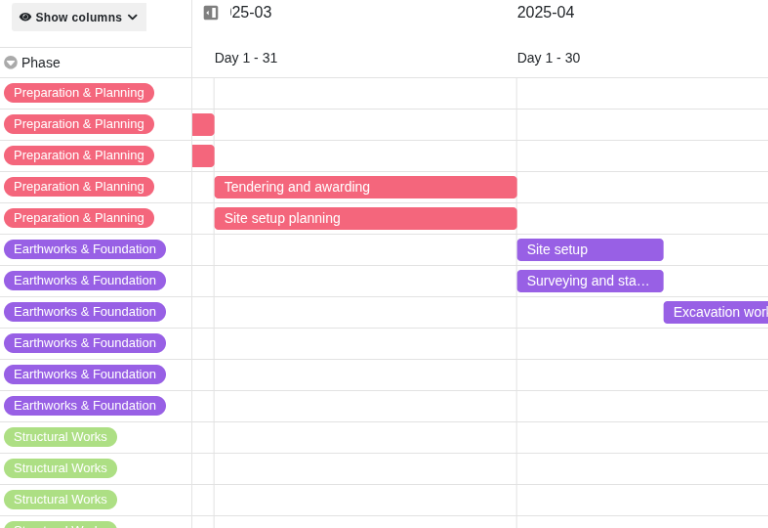 Show columns
25-03
2025-04
Day 1 - 31
Day 1 - 30
Phase
Preparation & Planning
Preparation & Planning
Preparation & Planning
Preparation & Planning
Tendering and awarding
Preparation & Planning
Site setup planning
Earthworks & Foundation
Site setup
Earthworks & Foundation
Surveying and sta…
Earthworks & Foundation
Excavation wor
Earthworks & Foundation
Earthworks & Foundation
Earthworks & Foundation
Structural Works
Structural Works
Structural Works
Structural Works